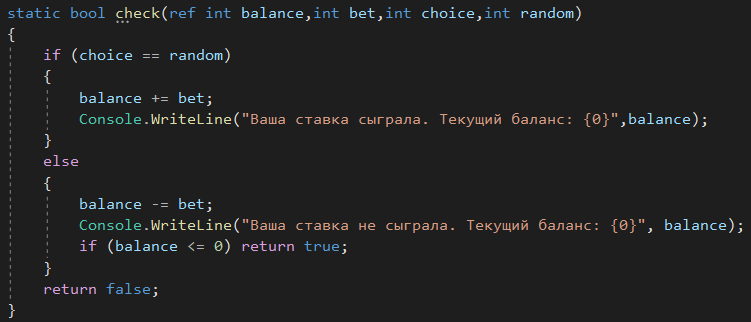 static bool check(ref int balance,int bet,int choice,int random)
{
if (choice == random)
{
balance += bet;
Console.WriteLine("Ваша ставка сыграла. Текущий баланс: {0}",balance);
}
else
{
balance -= bet;
Console.WriteLine("Ваша ставка не сыграла. Текущий баланс: {0}", balance);
if (balance <= 0) return true;
}
return false;
}